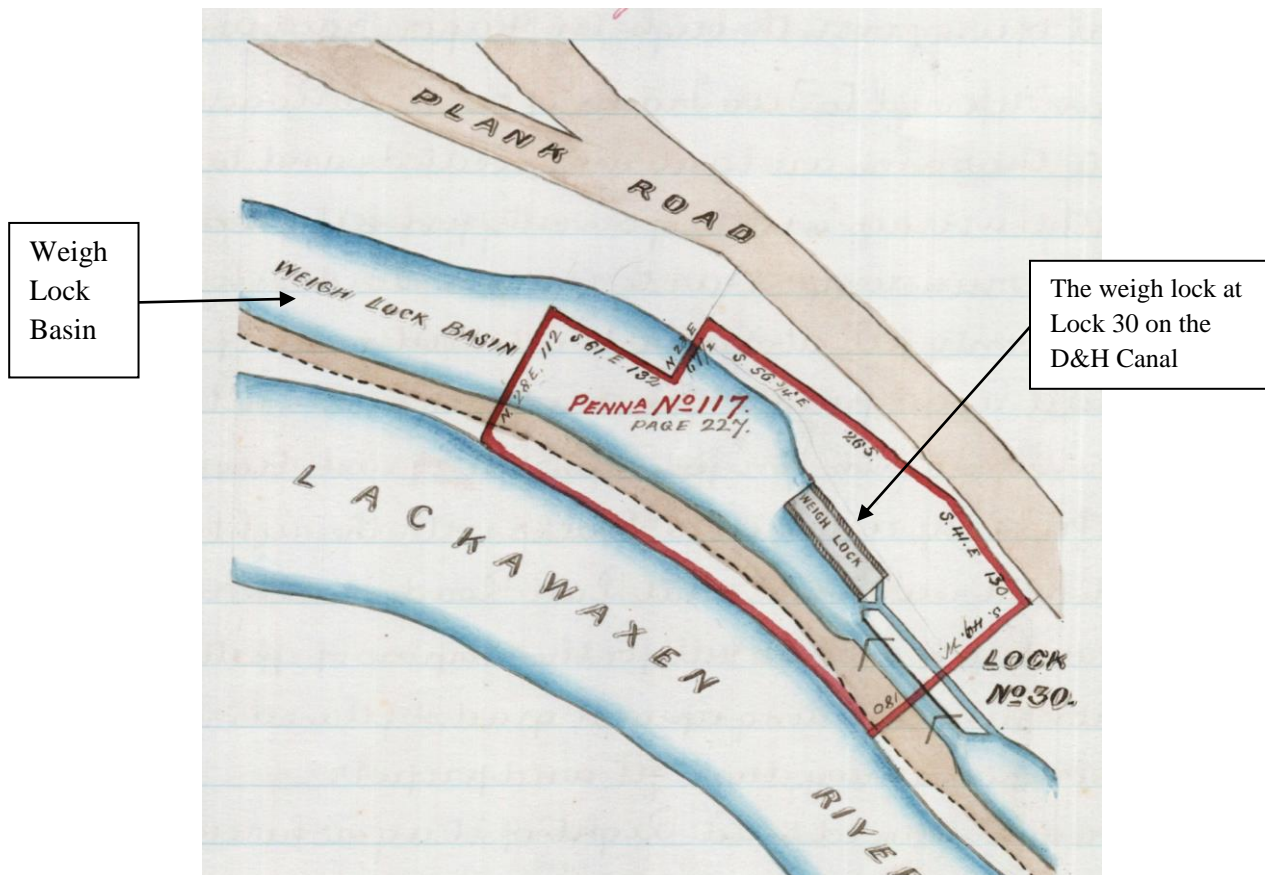 PLANK ROAD
Weigh
Lock
Basin
WEIGH LOCK BASIN
The weigh lock at
Lock 30 on the
D&H Canal
N. 28 E. 112
S. 61. E 132
S. 56 3/4 E
265.
PENNA No 117.
PAGE 227.
WEIGH LOCK
S. 41. E 130.
S. 49. W.
180
LOCK
No 30.
LACKAWAXEN
RIVER